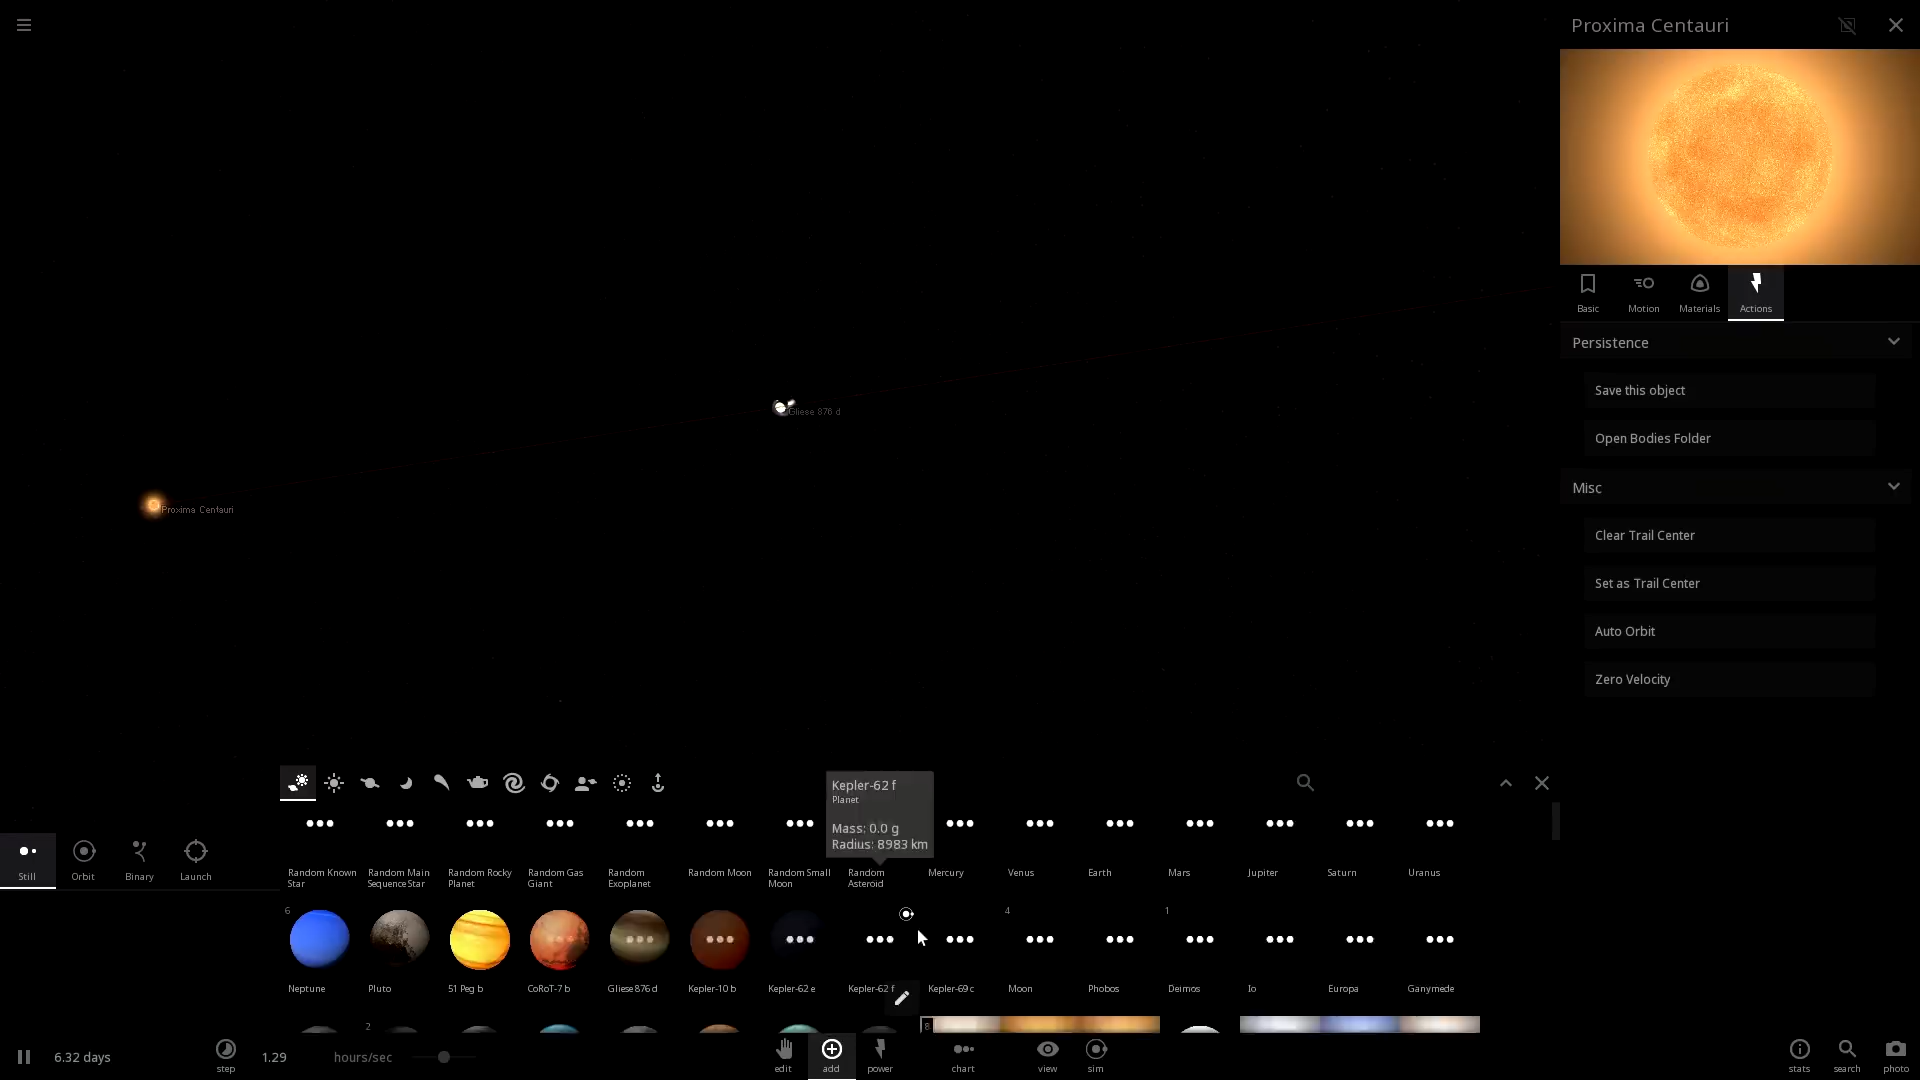 Proxima Centauri
Basic
Motion
Materials
Actions
Persistence
Save this object
Open Bodies Folder
Misc
Clear Trail Center
Set as Trail Center
Auto Orbit
Zero Velocity
Gliese 876 d
Proxima Centauri
Still
Orbit
Binary
Launch
Kepler-62 f
Planet
Mass: 0.0 g
Radius: 8983 km
Random Known
Star
Random Main
Sequence Star
Random Rocky
Planet
Random Gas
Giant
Random
Exoplanet
Random Moon
Random Small
Moon
Random
Asteroid
Mercury
Venus
Earth
Mars
Jupiter
Saturn
Uranus
6
4
1
Neptune
Pluto
51 Peg b
CoRoT-7 b
Gliese 876 d
Kepler-10 b
Kepler-62 e
Kepler-62 f
Kepler-69 c
Moon
Phobos
Deimos
Io
Europa
Ganymede
2
8
6.32 days
step
1.29
hours/sec
edit
add
power
chart
view
sim
stats
search
photo